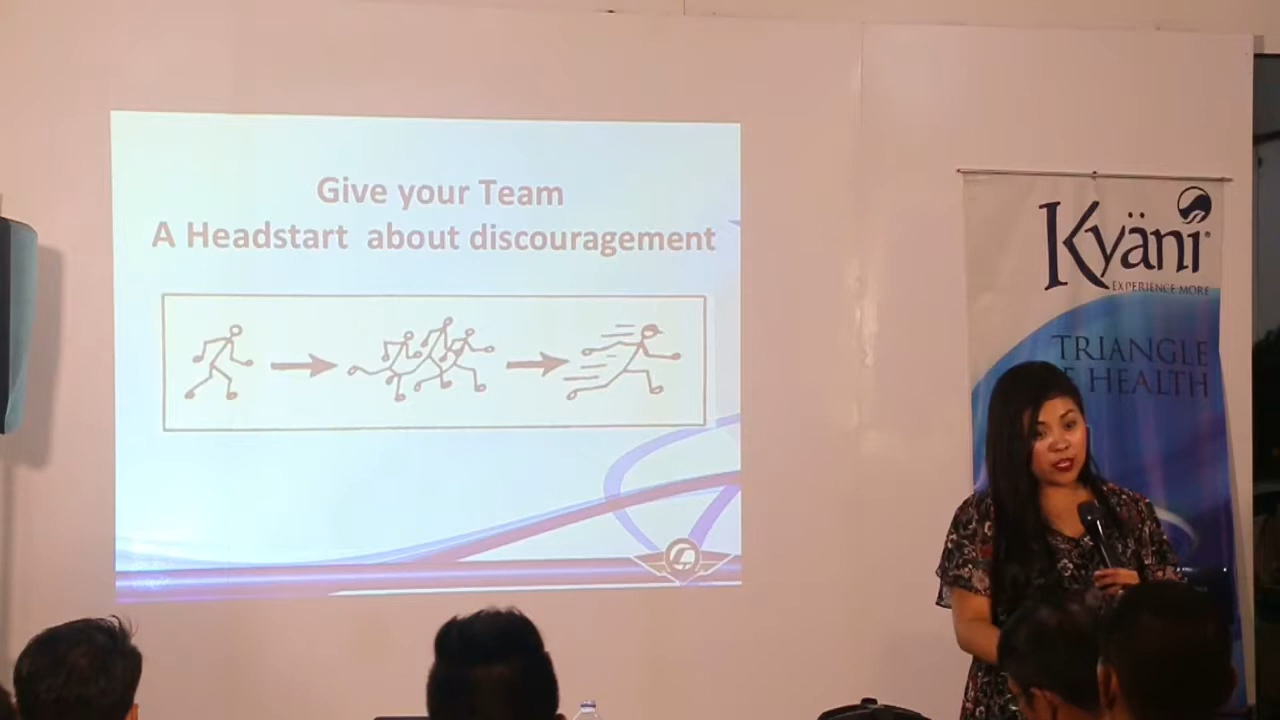 Give your Team
A Headstart about discouragement
Kyäni®
EXPERIENCE MORE
TRIANGLE
HEALTH